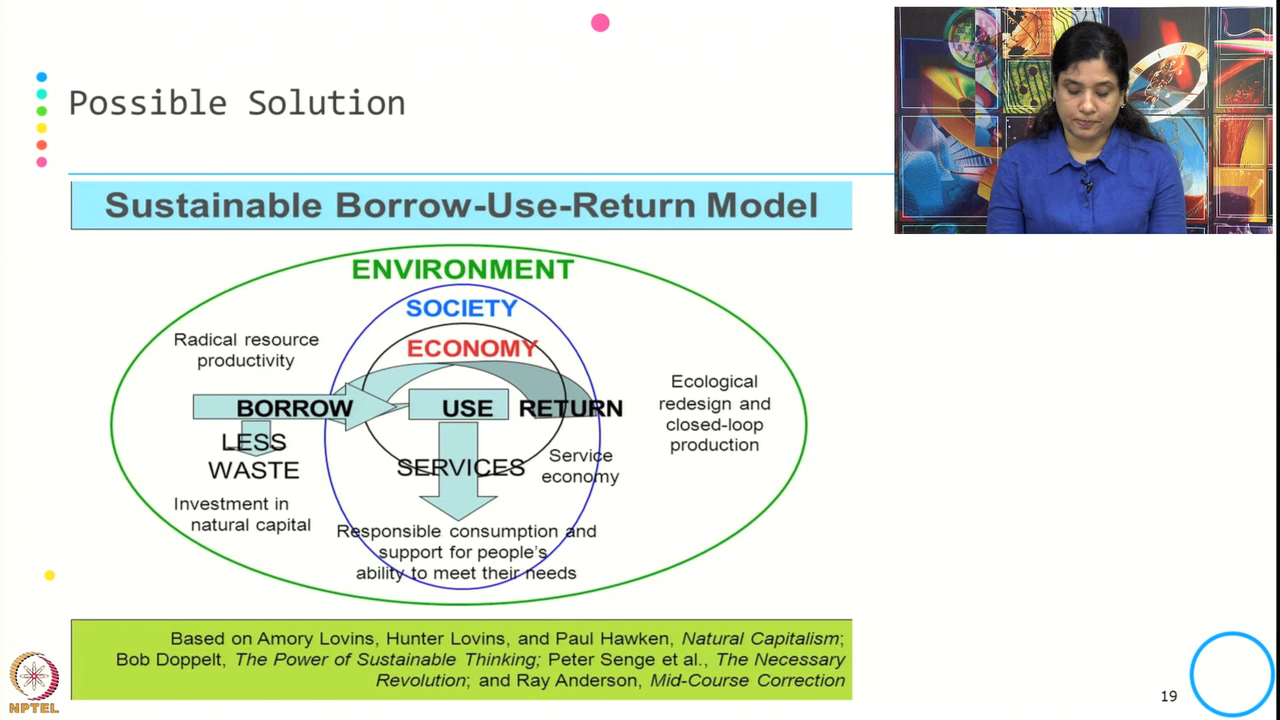 Possible Solution
Sustainable Borrow-Use-Return Model
ENVIRONMENT
SOCIETY
ECONOMY
Radical resource
productivity
BORROW
USE
RETURN
LESS
WASTE
Investment in
natural capital
SERVICES
Service
economy
Responsible consumption and
support for people's
ability to meet their needs
Ecological
redesign and
closed-loop
production
Based on Amory Lovins, Hunter Lovins, and Paul Hawken, Natural Capitalism;
Bob Doppelt, The Power of Sustainable Thinking; Peter Senge et al., The Necessary
Revolution; and Ray Anderson, Mid-Course Correction
NPTEL
19